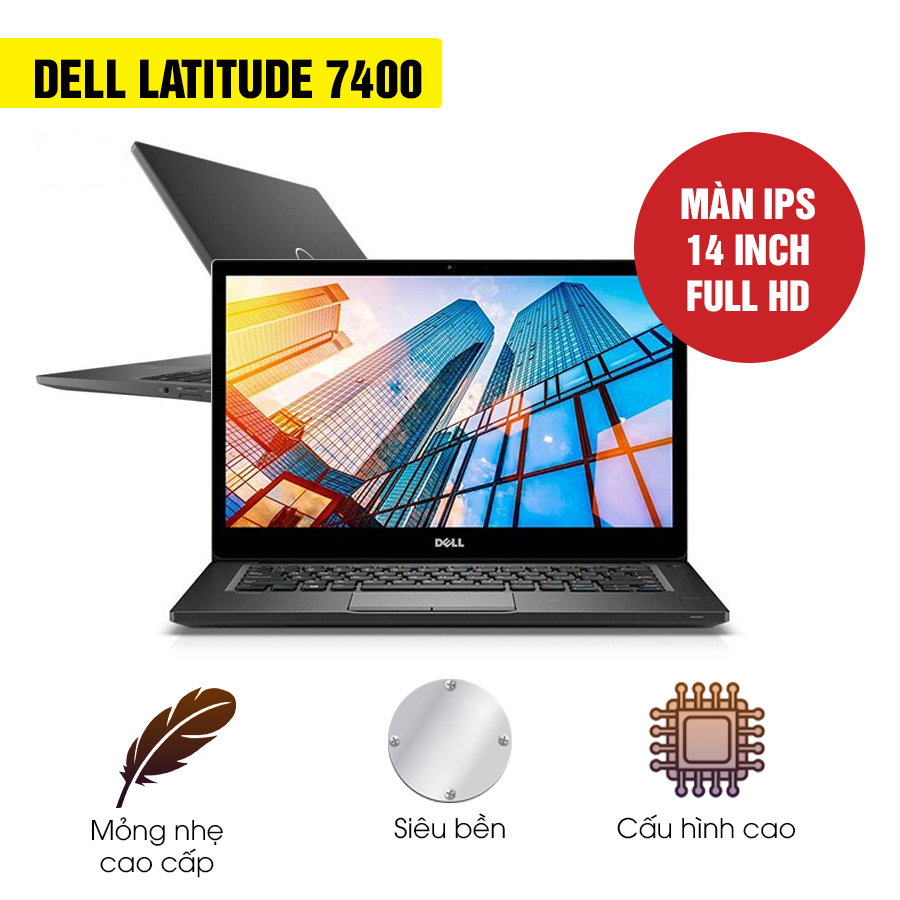 DELL LATITUDE 7400
MÀN IPS
14 INCH
FULL HD
DELL
Mỏng nhẹ
cao cấp
Siêu bền
Cấu hình cao